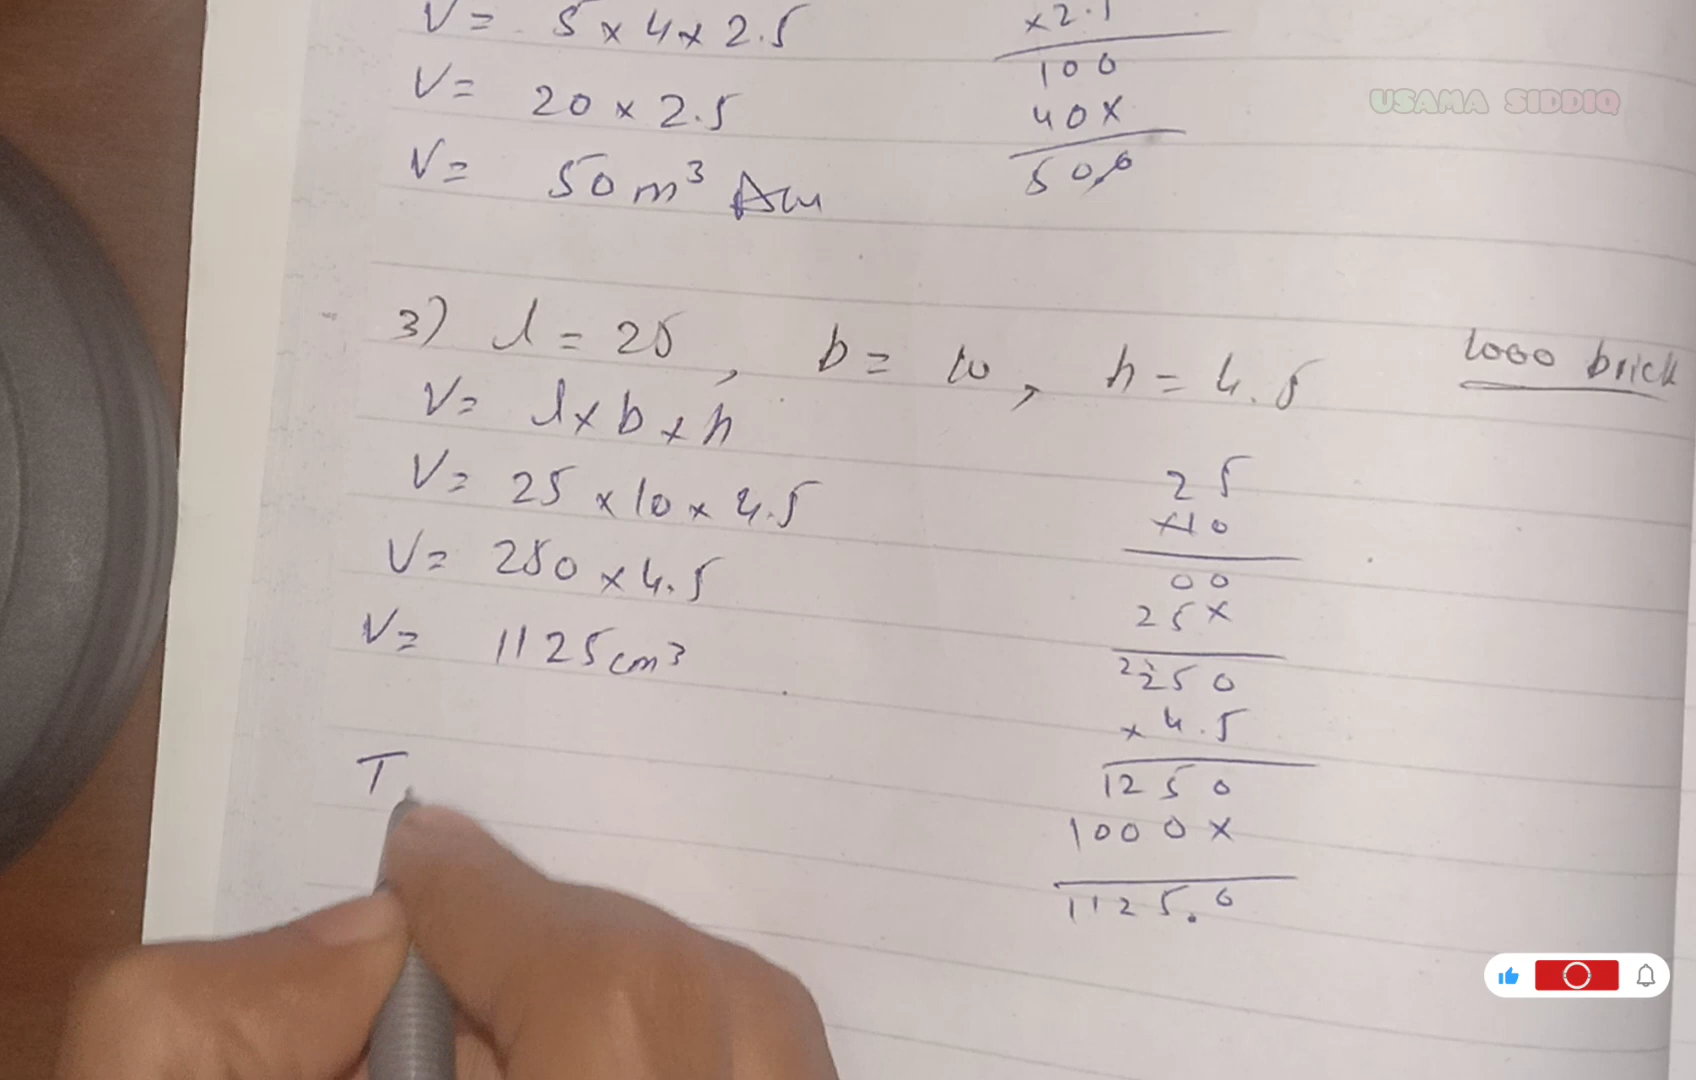 V= 5 x 4 x 2.5
V= 20 x 2.5
V= 50 m³ Ans
x 2.5
100
40x
50.0
USAMA SIDDIQ
3) l = 25, b = 10, h = 4.5
1000 brick
V= l x b x h
V= 25 x 10 x 4.5
V= 250 x 4.5
V= 1125 cm³
T
25
x10
00
25x
250
x 4.5
1250
1000x
1125.0